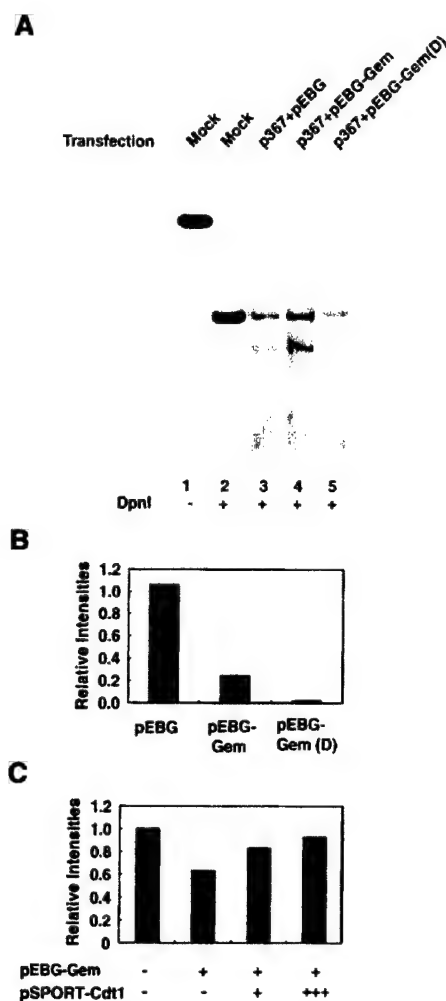 A
Transfection Mock Mock p367+pEBG p367+pEBG-Gem p367+pEBG-Gem(D)
1 2 3 4 5
DpnI - + + + +
B
Relative Intensities
1.2
1.0
0.8
0.6
0.4
0.2
0.0
pEBG pEBG-Gem pEBG-Gem (D)
C
Relative Intensities
1.2
1.0
0.8
0.6
0.4
0.2
0
pEBG-Gem - + + +
pSPORT-Cdt1 - - + +++